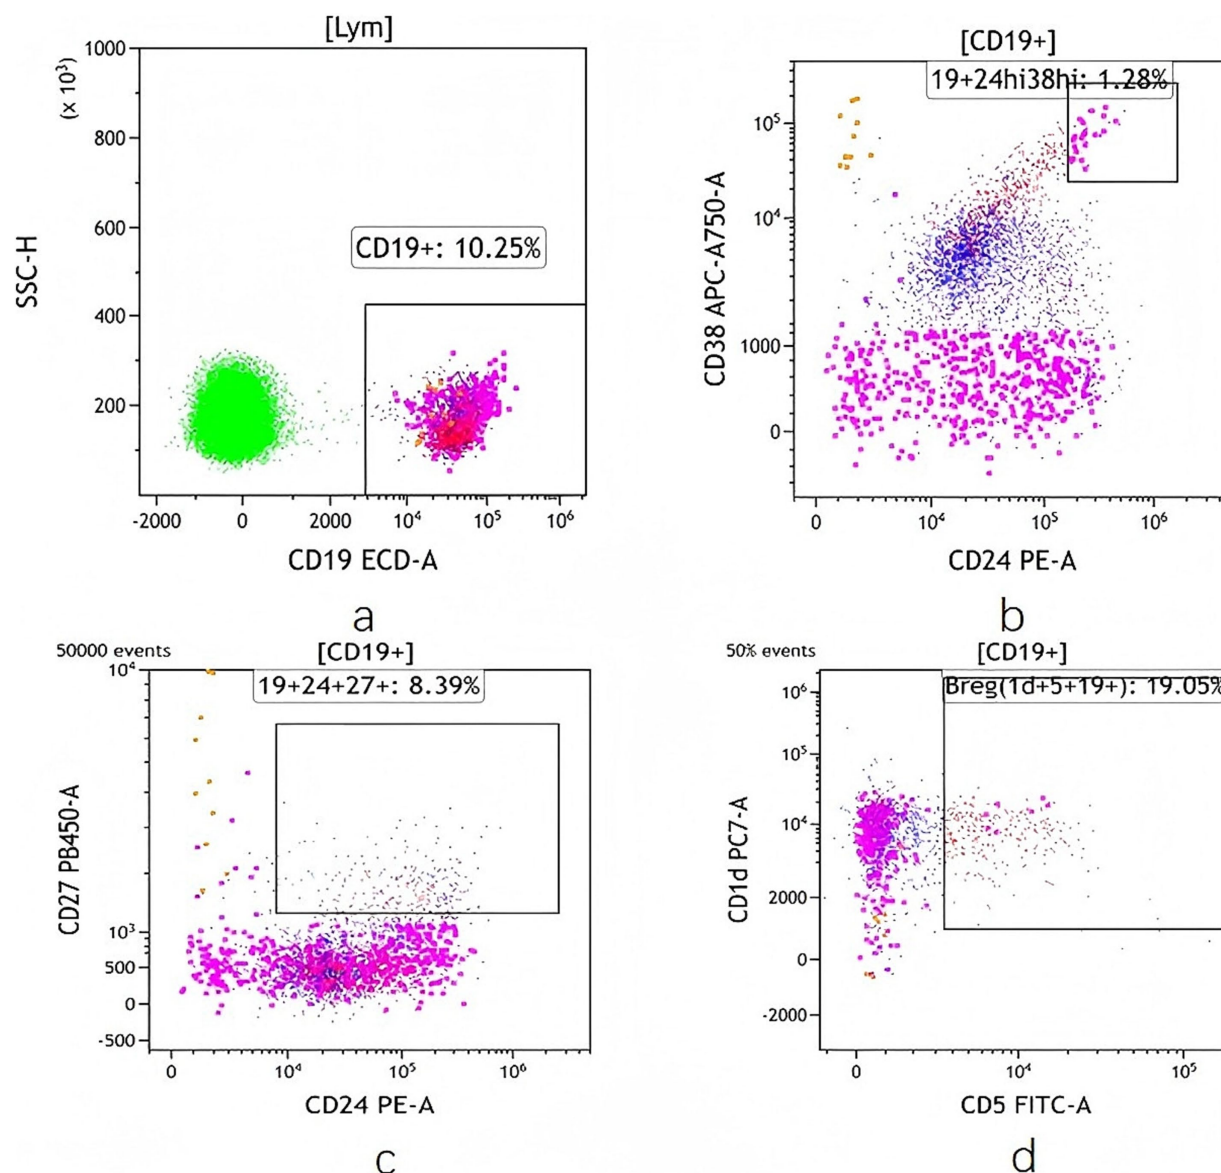 [Lym]
1000
(x 10³)
800
600
400
200
SSC-H
CD19+: 10.25%
-2000 0 2000 10⁴ 10⁵ 10⁶
CD19 ECD-A
a
[CD19+]
19+24hi38hi: 1.28%
10⁵
10⁴
1000
0
CD38 APC-A750-A
0 10⁴ 10⁵ 10⁶
CD24 PE-A
b
50000 events
[CD19+]
19+24+27+: 8.39%
10⁴
10³
500
0
-500
CD27 PB450-A
0 10⁴ 10⁵ 10⁶
CD24 PE-A
c
50% events
[CD19+]
Breg(1d+5+19+): 19.05%
10⁶
10⁵
10⁴
2000
0
-2000
CD1d PC7-A
0 10⁴ 10⁵
CD5 FITC-A
d